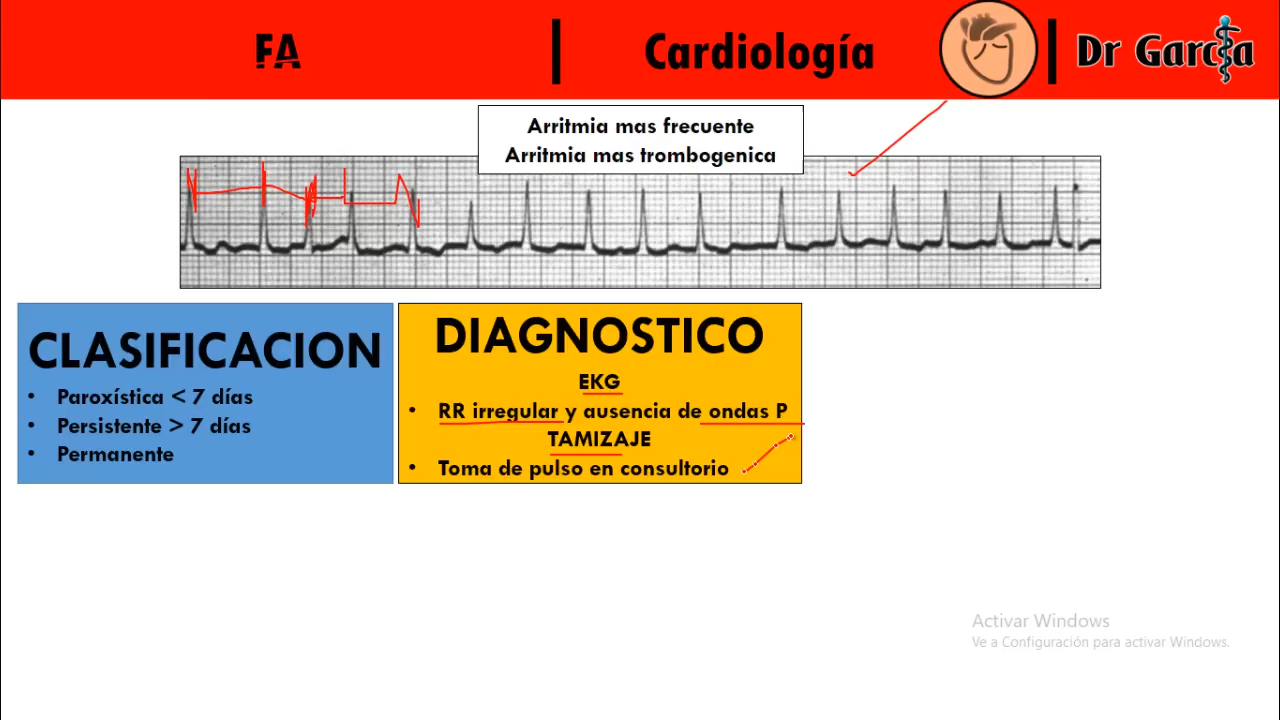 FA
Cardiología
Dr García
Arritmia mas frecuente
Arritmia mas trombogenica
CLASIFICACION
• Paroxística < 7 días
• Persistente > 7 días
• Permanente
DIAGNOSTICO
EKG
• RR irregular y ausencia de ondas P
TAMIZAJE
• Toma de pulso en consultorio
Activar Windows
Ve a Configuración para activar Windows.